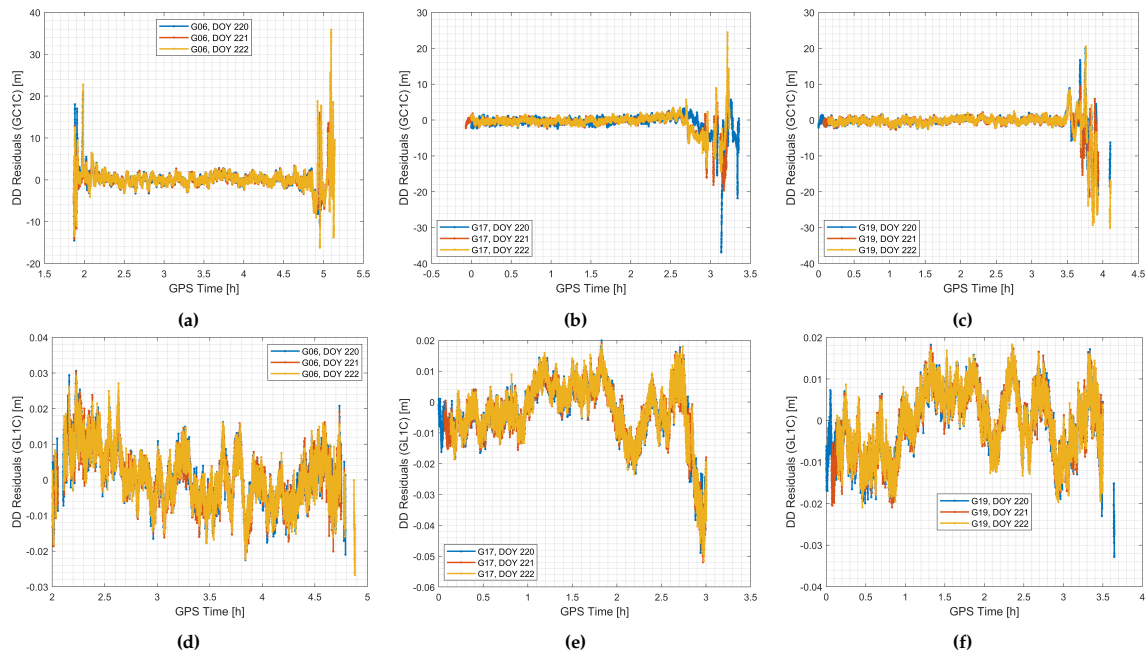 40
30
20
10
0
-10
-20
1.5
2
2.5
3
3.5
4
4.5
5
5.5
DD Residuals (GC1C) [m]
GPS Time [h]
G06, DOY 220
G06, DOY 221
G06, DOY 222
(a)
30
20
10
0
-10
-20
-30
-40
-0.5
0
0.5
1
1.5
2
2.5
3
3.5
DD Residuals (GC1C) [m]
GPS Time [h]
G17, DOY 220
G17, DOY 221
G17, DOY 222
(b)
30
20
10
0
-10
-20
-30
-40
0
0.5
1
1.5
2
2.5
3
3.5
4
4.5
DD Residuals (GC1C) [m]
GPS Time [h]
G19, DOY 220
G19, DOY 221
G19, DOY 222
(c)
0.04
0.03
0.02
0.01
0
-0.01
-0.02
-0.03
2
2.5
3
3.5
4
4.5
5
DD Residuals (GL1C) [m]
GPS Time [h]
G06, DOY 220
G06, DOY 221
G06, DOY 222
(d)
0.02
0.01
0
-0.01
-0.02
-0.03
-0.04
-0.05
-0.06
0
0.5
1
1.5
2
2.5
3
3.5
DD Residuals (GL1C) [m]
GPS Time [h]
G17, DOY 220
G17, DOY 221
G17, DOY 222
(e)
0.02
0.01
0
-0.01
-0.02
-0.03
-0.04
0
0.5
1
1.5
2
2.5
3
3.5
4
DD Residuals (GL1C) [m]
GPS Time [h]
G19, DOY 220
G19, DOY 221
G19, DOY 222
(f)